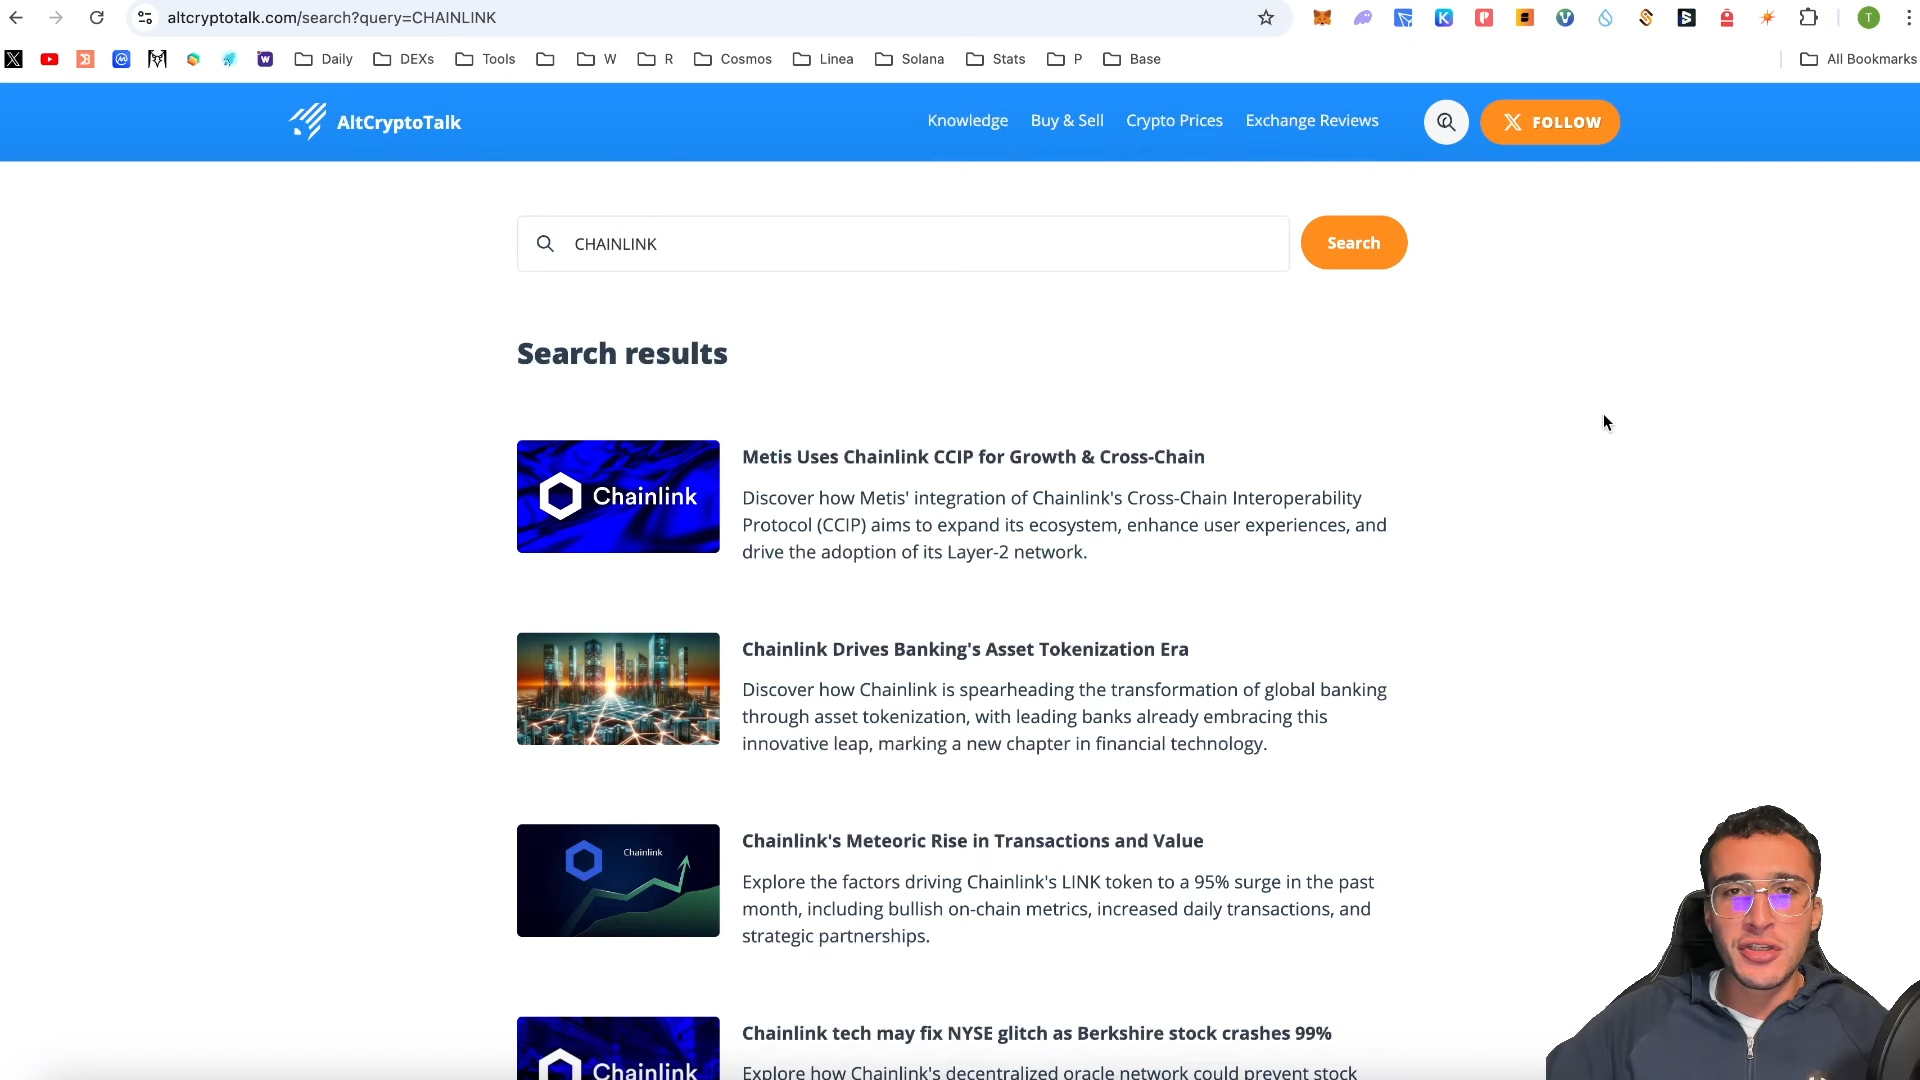 altcryptotalk.com/search?query=CHAINLINK
T
Daily
DEXs
Tools
W
R
Cosmos
Linea
Solana
Stats
P
Base
All Bookmarks
AltCryptoTalk
Knowledge
Buy & Sell
Crypto Prices
Exchange Reviews
FOLLOW
CHAINLINK
Search
Search results
Chainlink
Metis Uses Chainlink CCIP for Growth & Cross-Chain
Discover how Metis' integration of Chainlink's Cross-Chain Interoperability
Protocol (CCIP) aims to expand its ecosystem, enhance user experiences, and
drive the adoption of its Layer-2 network.
Chainlink Drives Banking's Asset Tokenization Era
Discover how Chainlink is spearheading the transformation of global banking
through asset tokenization, with leading banks already embracing this
innovative leap, marking a new chapter in financial technology.
Chainlink
Chainlink's Meteoric Rise in Transactions and Value
Explore the factors driving Chainlink's LINK token to a 95% surge in the past
month, including bullish on-chain metrics, increased daily transactions, and
strategic partnerships.
Chainlink
Chainlink tech may fix NYSE glitch as Berkshire stock crashes 99%
Explore how Chainlink's decentralized oracle network could prevent stock